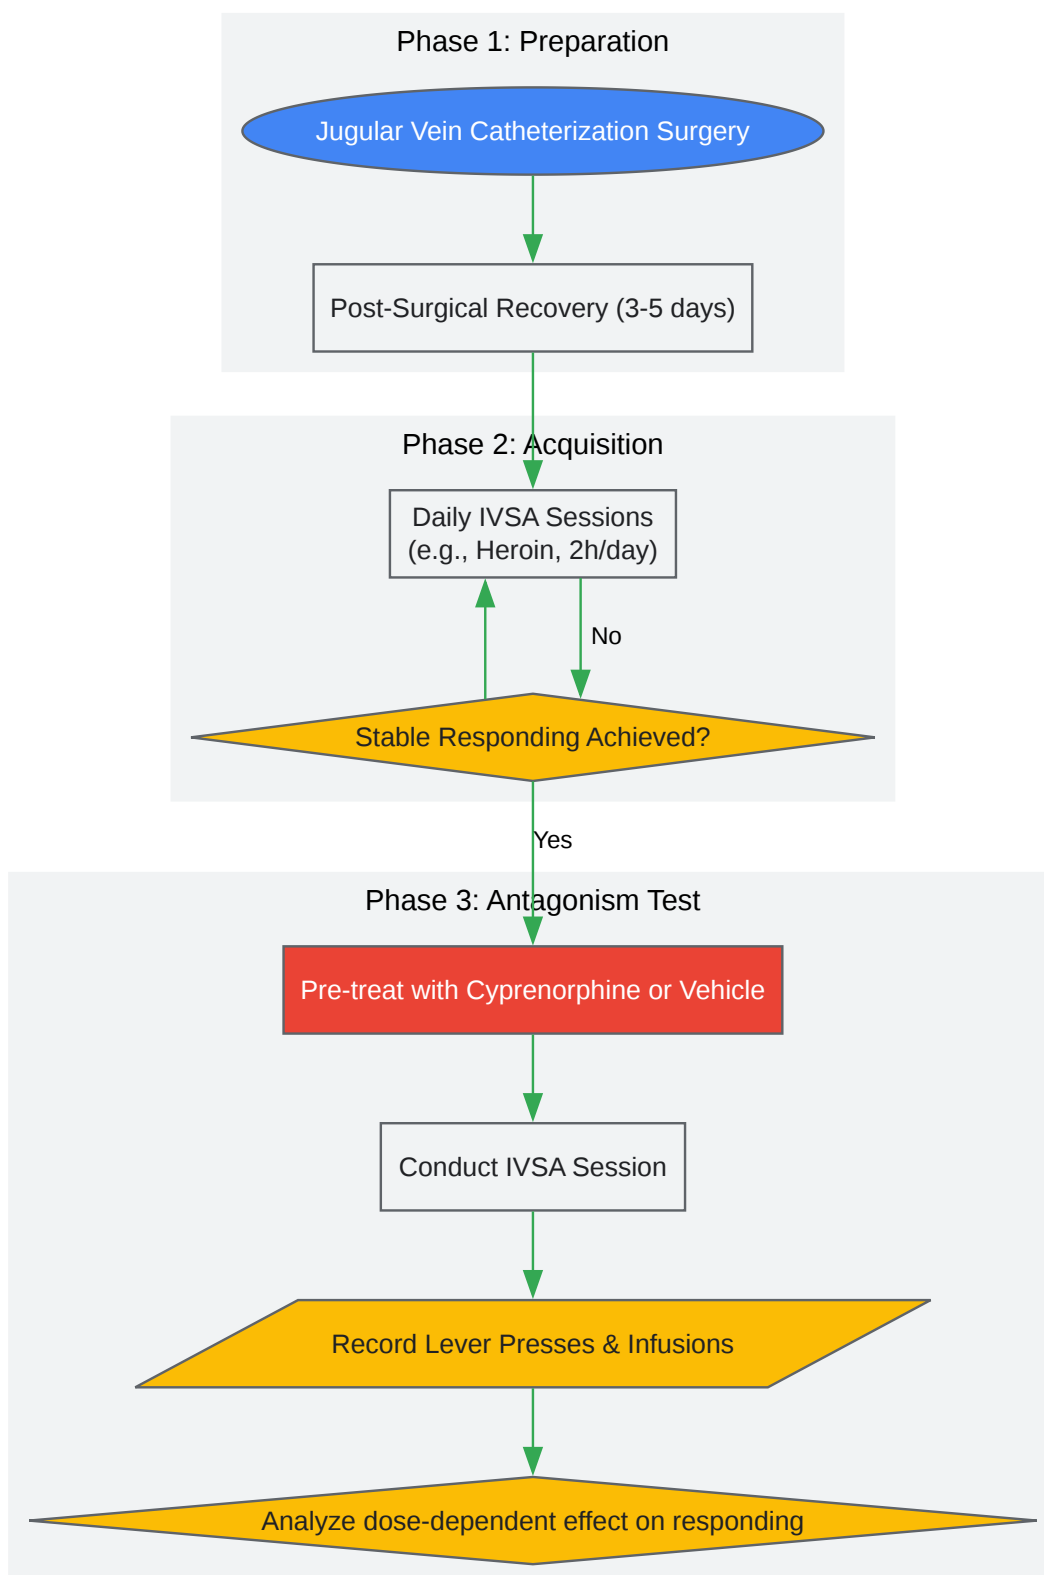 Phase 1: Preparation
Jugular Vein Catheterization Surgery
Post-Surgical Recovery (3-5 days)
Phase 2: Acquisition
Daily IVSA Sessions
(e.g., Heroin, 2h/day)
No
Stable Responding Achieved?
Yes
Phase 3: Antagonism Test
Pre-treat with Cyprenorphine or Vehicle
Conduct IVSA Session
Record Lever Presses & Infusions
Analyze dose-dependent effect on responding